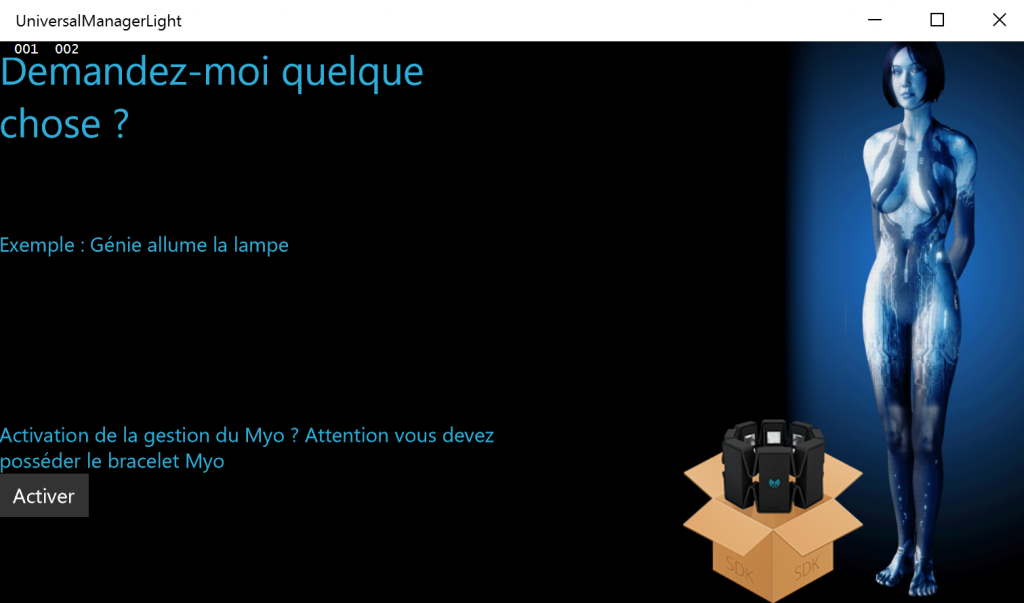 UniversalManagerLight
001 002
Demandez-moi quelque
chose ?
Exemple : Génie allume la lampe
Activation de la gestion du Myo ? Attention vous devez
posséder le bracelet Myo
Activer
SDK SDK